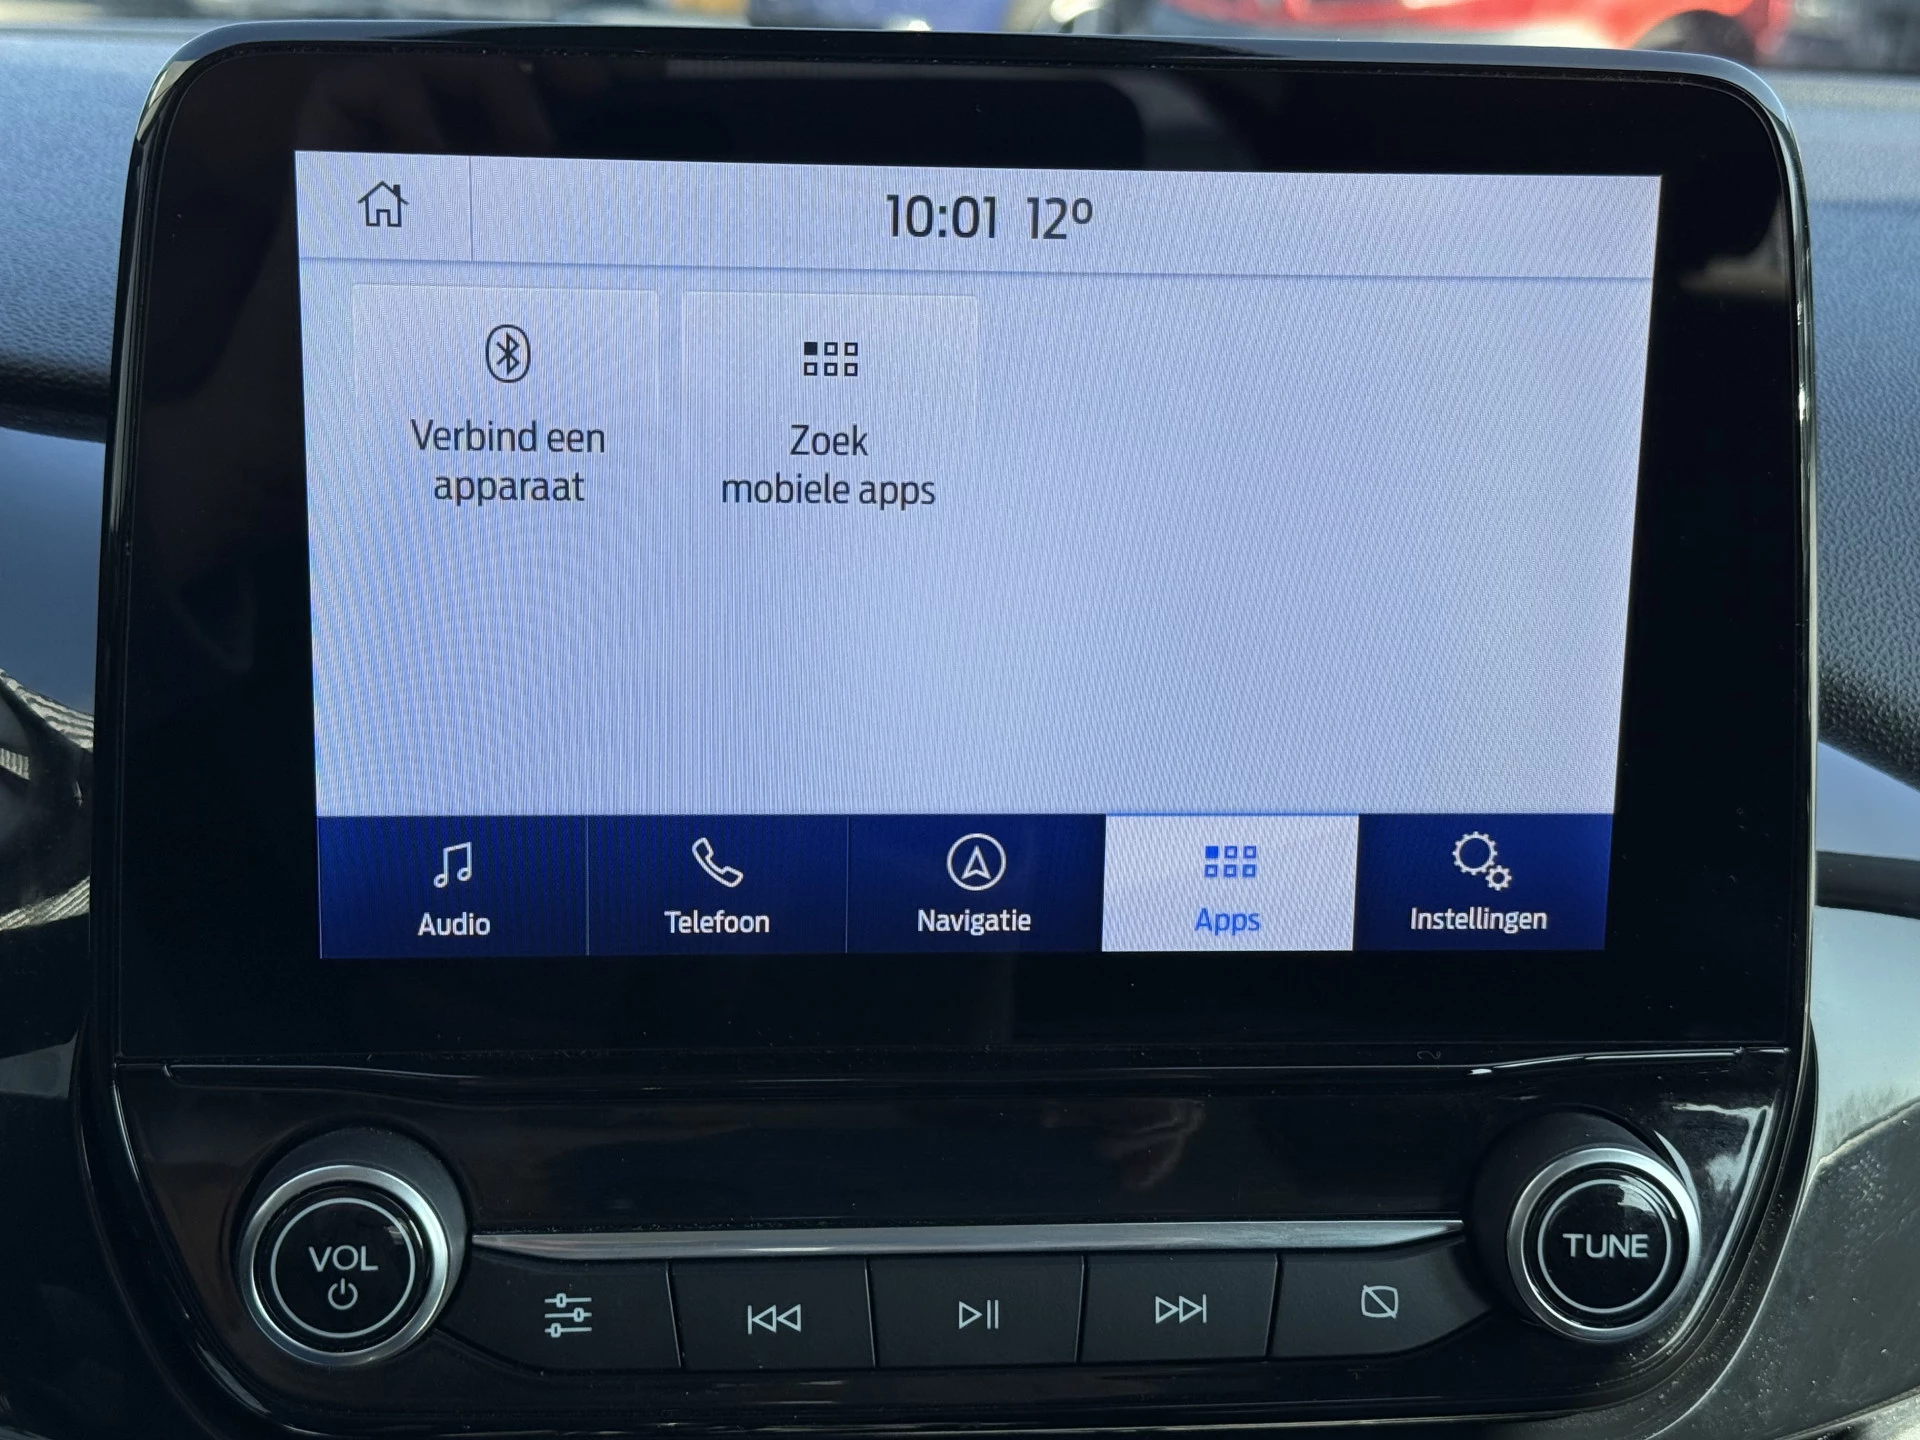 10:01 12º
Verbind een
apparaat
Zoek
mobiele apps
Audio
Telefoon
Navigatie
Apps
Instellingen
VOL
TUNE